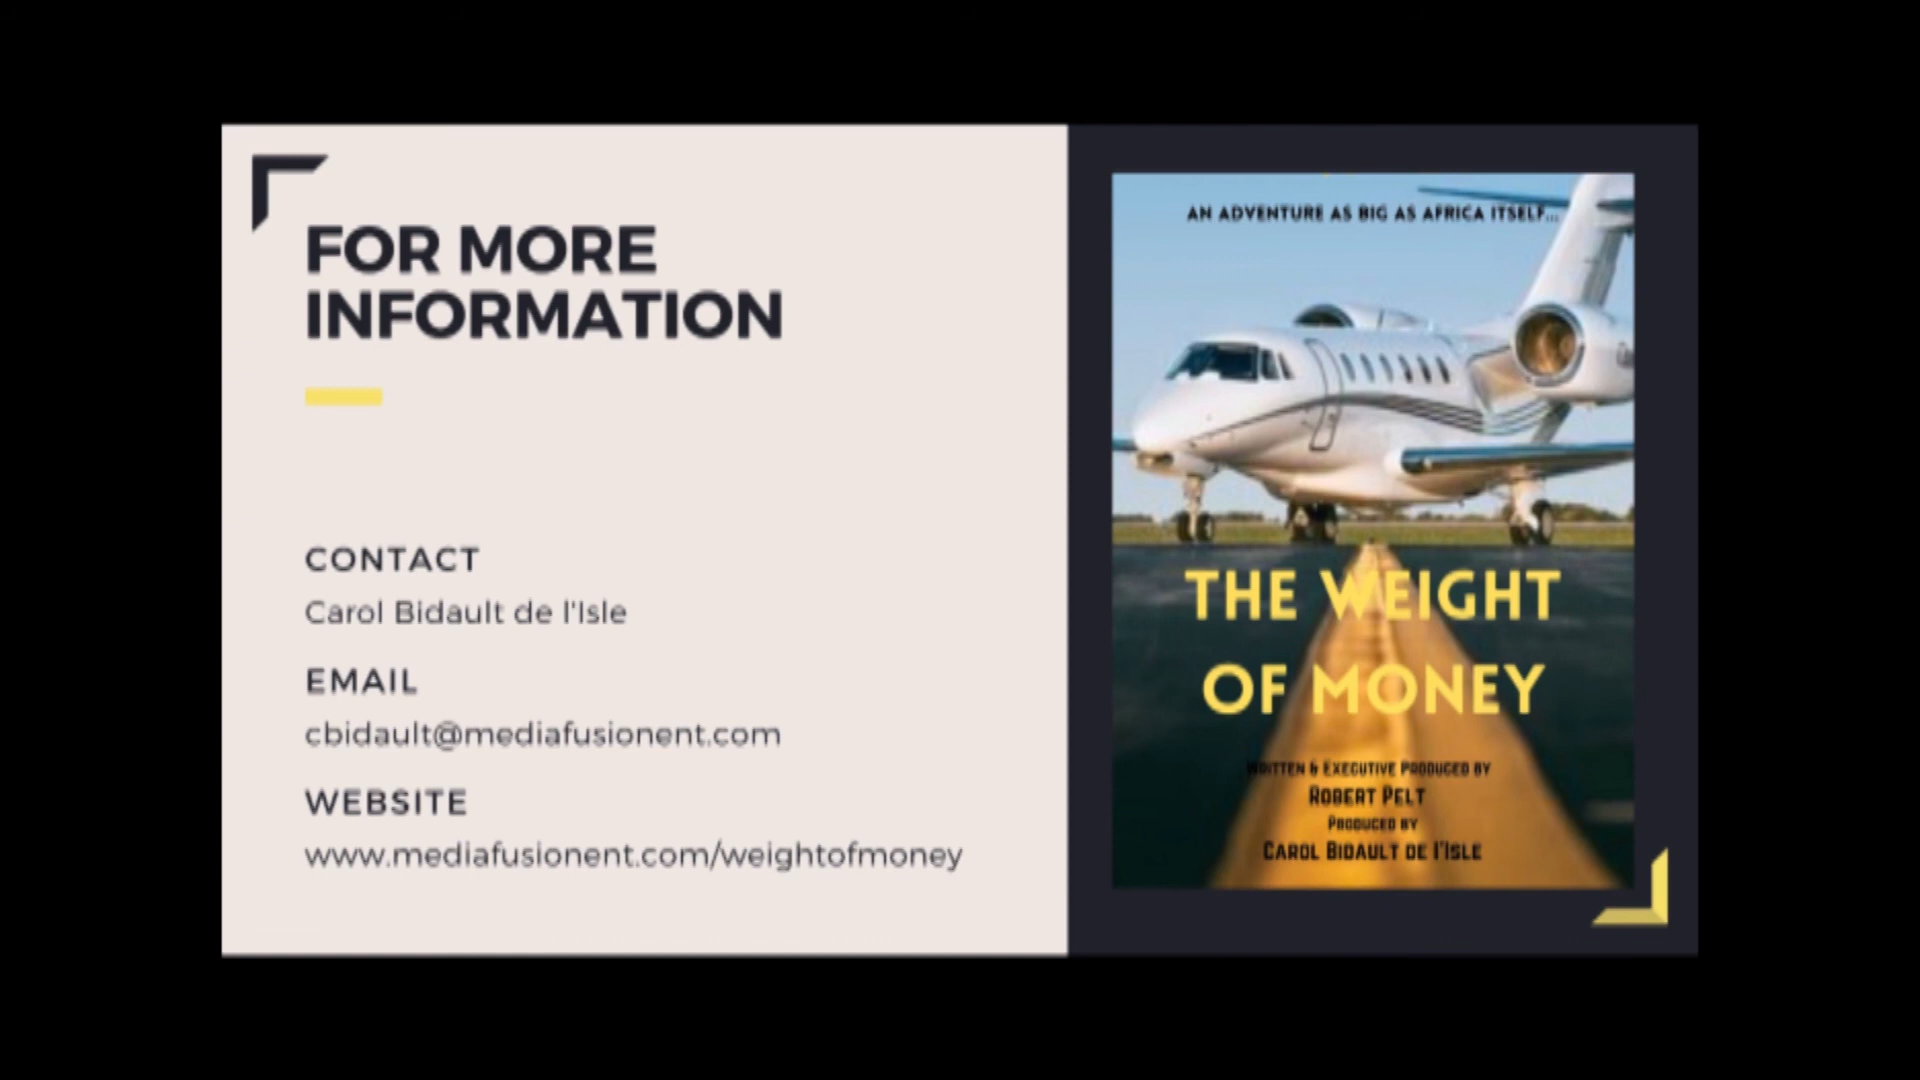 FOR MORE
INFORMATION
CONTACT
Carol Bidault de l'Isle
EMAIL
cbidault@mediafusionent.com
WEBSITE
www.mediafusionent.com/weightofmoney
AN ADVENTURE AS BIG AS AFRICA ITSELF...
THE WEIGHT
OF MONEY
WRITTEN & EXECUTIVE PRODUCED BY
ROBERT PELT
PRODUCED BY
CAROL BIDAULT DE l'ISLE